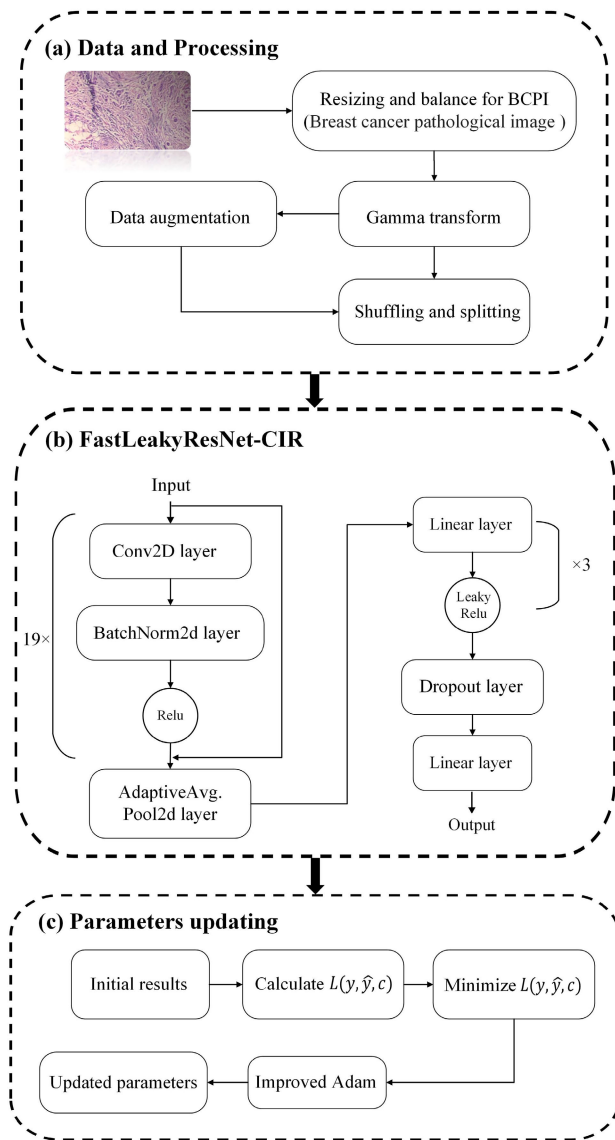 (a) Data and Processing
Resizing and balance for BCPI
(Breast cancer pathological image )
Data augmentation
Gamma transform
Shuffling and splitting
(b) FastLeakyResNet-CIR
Input
Conv2D layer
BatchNorm2d layer
19×
Relu
AdaptiveAvg.
Pool2d layer
Linear layer
×3
Leaky
Relu
Dropout layer
Linear layer
Output
(c) Parameters updating
Initial results
Calculate L(y, ŷ, c)
Minimize L(y, ŷ, c)
Updated parameters
Improved Adam